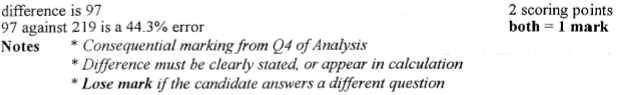 difference is 97 2 scoring points
97 against 219 is a 44.3% error both = 1 mark
Notes * Consequential marking from Q4 of Analysis
* Difference must be clearly stated, or appear in calculation
* Lose mark if the candidate answers a different question